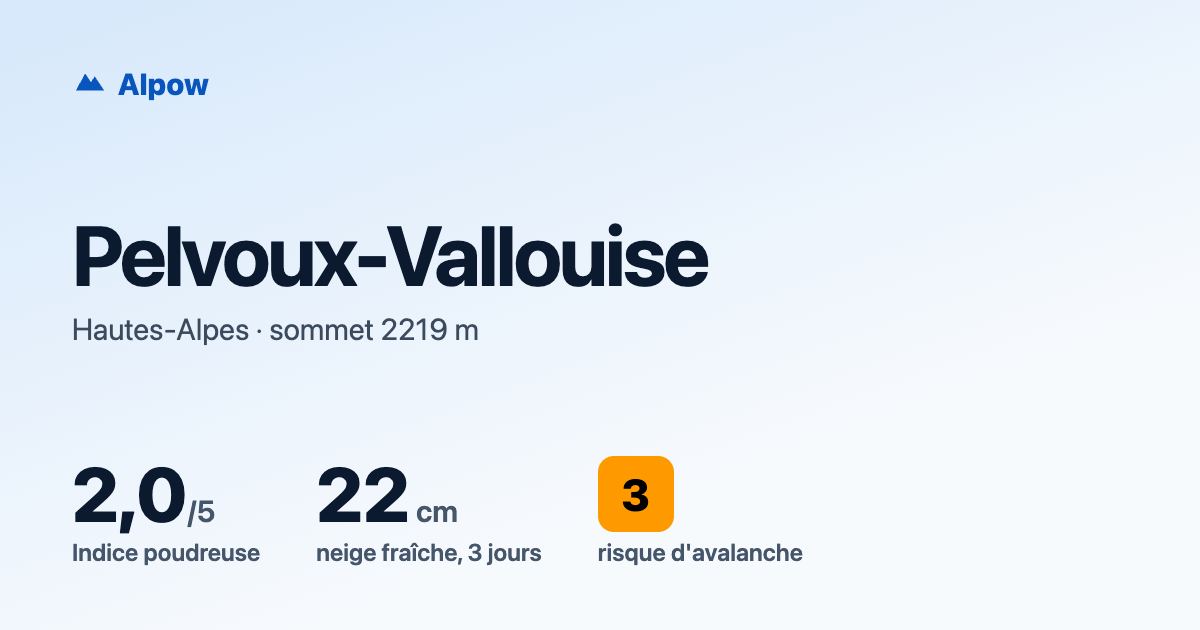 Alpow
Pelvoux-Vallouise
Hautes-Alpes · sommet 2219 m
2,0/5
Indice poudreuse
22 cm
neige fraîche, 3 jours
3
risque d'avalanche